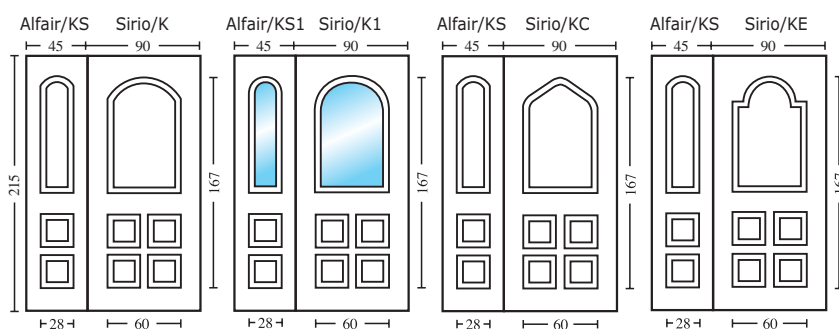 Alfair/KS Sirio/K Alfair/KS1 Sirio/K1 Alfair/KS Sirio/KC Alfair/KS Sirio/KE
45 90 45 90 45 90 45 90
215 167 167 167 167
28 60 28 60 28 60 28 60